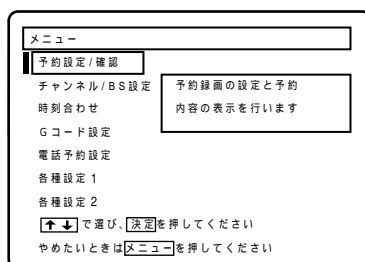 メニュー
予約設定/確認
チャンネル/BS設定
予約録画の設定と予約
内容の表示を行います
時刻合わせ
Gコード設定
電話予約設定
各種設定1
各種設定2
↑↓で選び、決定を押してください
やめたいときはメニューを押してください